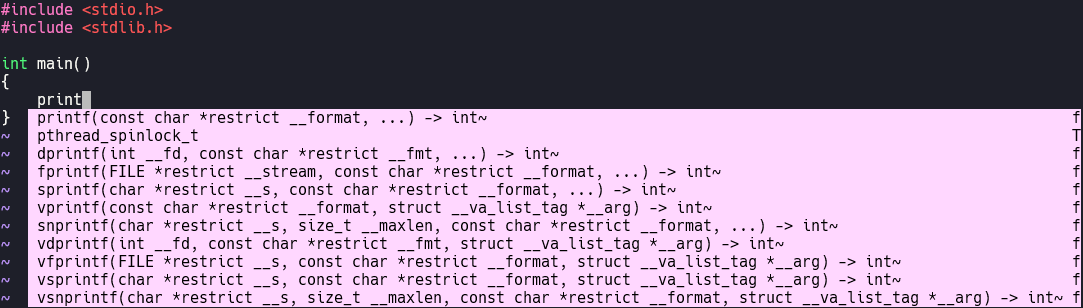 #include <stdio.h>
#include <stdlib.h>
int main()
{
print
} printf(const char *restrict __format, ...) -> int~ f
~ pthread_spinlock_t T
~ dprintf(int __fd, const char *restrict __fmt, ...) -> int~ f
~ fprintf(FILE *restrict __stream, const char *restrict __format, ...) -> int~ f
~ sprintf(char *restrict __s, const char *restrict __format, ...) -> int~ f
~ vprintf(const char *restrict __format, struct __va_list_tag *__arg) -> int~ f
~ snprintf(char *restrict __s, size_t __maxlen, const char *restrict __format, ...) -> int~ f
~ vdprintf(int __fd, const char *restrict __fmt, struct __va_list_tag *__arg) -> int~ f
~ vfprintf(FILE *restrict __s, const char *restrict __format, struct __va_list_tag *__arg) -> int~ f
~ vsprintf(char *restrict __s, const char *restrict __format, struct __va_list_tag *__arg) -> int~ f
~ vsnprintf(char *restrict __s, size_t __maxlen, const char *restrict __format, struct __va_list_tag *__arg) -> int~ f